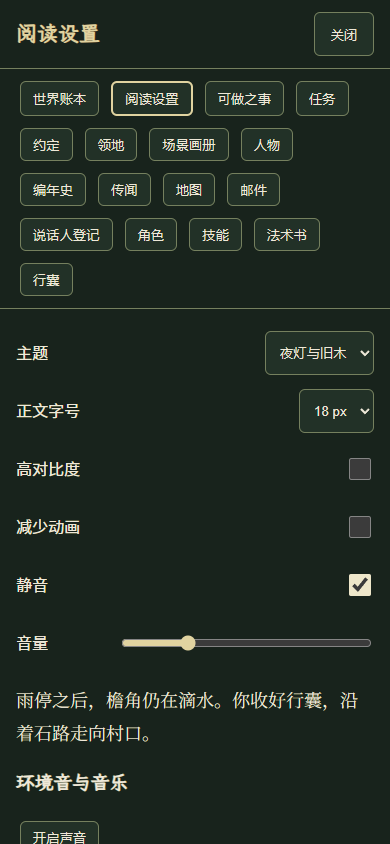 阅读设置
关闭
世界账本 阅读设置 可做之事 任务
约定 领地 场景画册 人物
编年史 传闻 地图 邮件
说话人登记 角色 技能 法术书
行囊
主题 夜灯与旧木
正文字号 18 px
高对比度
减少动画
静音
音量
雨停之后，檐角仍在滴水。你收好行囊，沿
着石路走向村口。
环境音与音乐
开启声音